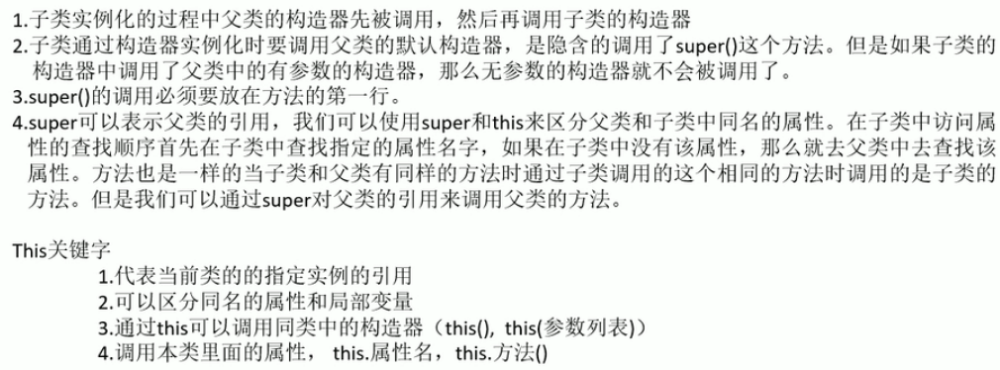 1.子类实例化的过程中父类的构造器先被调用，然后再调用子类的构造器
2.子类通过构造器实例化时要调用父类的默认构造器，是隐含的调用了super()这个方法。但是如果子类的
构造器中调用了父类中的有参数的构造器，那么无参数的构造器就不会被调用了。
3.super()的调用必须要放在方法的第一行。
4.super可以表示父类的引用，我们可以使用super和this来区分父类和子类中同名的属性。在子类中访问属
性的查找顺序首先在子类中查找指定的属性名字，如果在子类中没有该属性，那么就去父类中去查找该
属性。方法也是一样的当子类和父类有同样的方法时通过子类调用的这个相同的方法时调用的是子类的
方法。但是我们可以通过super对父类的引用来调用父类的方法。
This关键字
1.代表当前类的的指定实例的引用
2.可以区分同名的属性和局部变量
3.通过this可以调用同类中的构造器（this(), this(参数列表)）
4.调用本类里面的属性， this.属性名，this.方法()